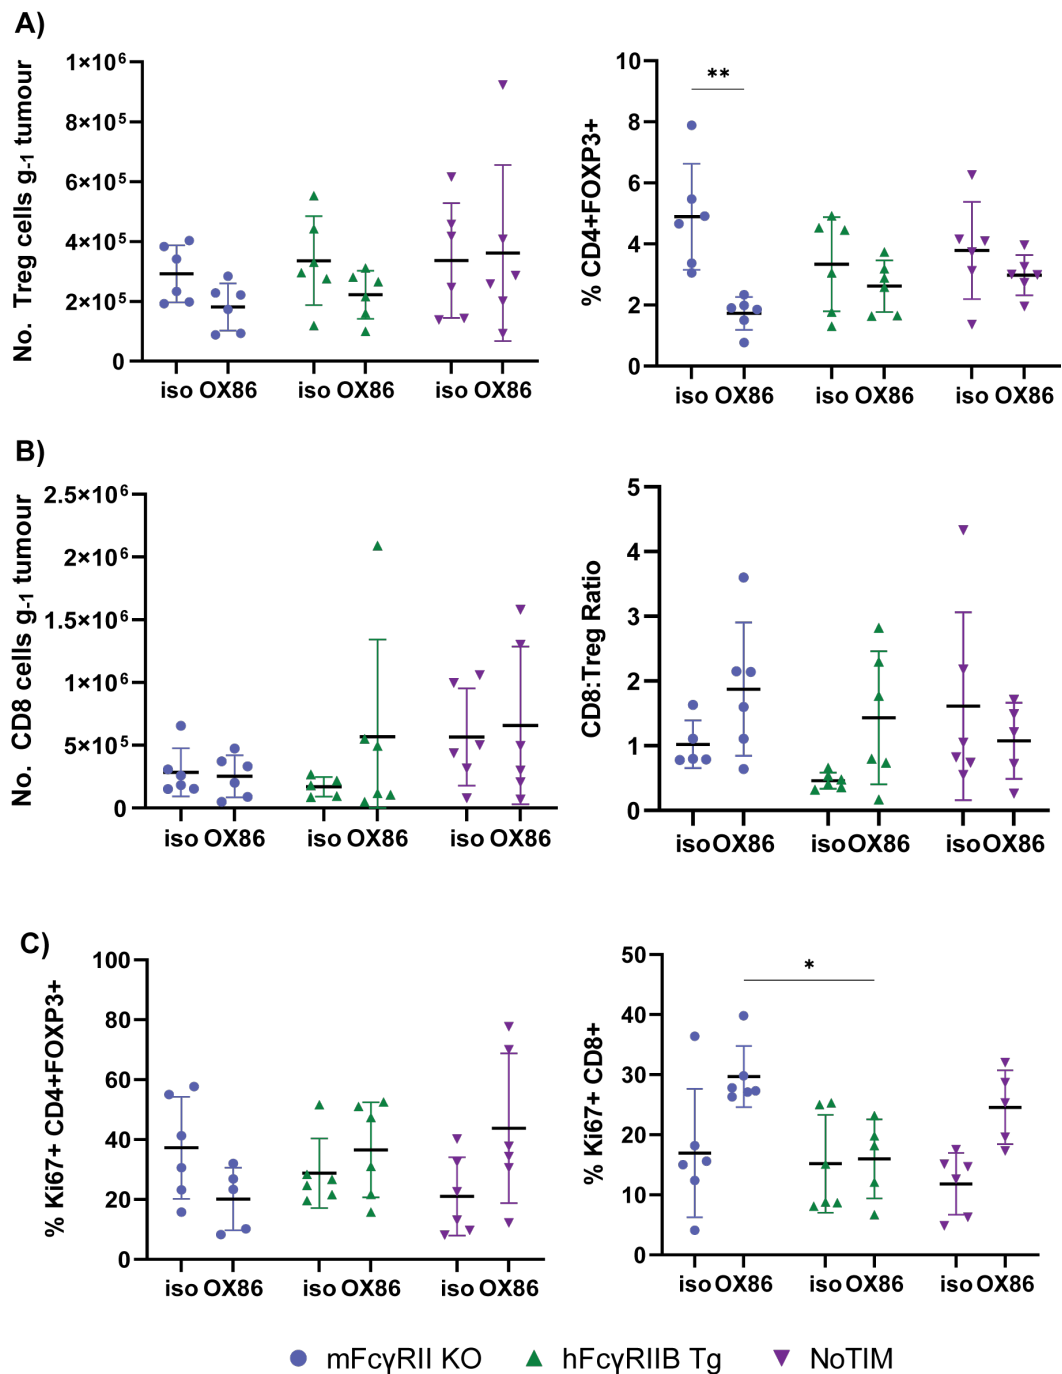 A)
No. Treg cells g-1 tumour
1×10⁶
8×10⁵
6×10⁵
4×10⁵
2×10⁵
0
iso OX86 iso OX86 iso OX86
% CD4+FOXP3+
10
8
6
4
2
0
**
iso OX86 iso OX86 iso OX86
B)
No. CD8 cells g-1 tumour
2.5×10⁶
2×10⁶
1.5×10⁶
1×10⁶
5×10⁵
0
iso OX86 iso OX86 iso OX86
CD8:Treg Ratio
5
4
3
2
1
0
iso OX86 iso OX86 iso OX86
C)
% Ki67+ CD4+FOXP3+
100
80
60
40
20
0
iso OX86 iso OX86 iso OX86
% Ki67+ CD8+
50
40
30
20
10
0
*
iso OX86 iso OX86 iso OX86
mFcγRII KO hFcγRIIB Tg NoTIM